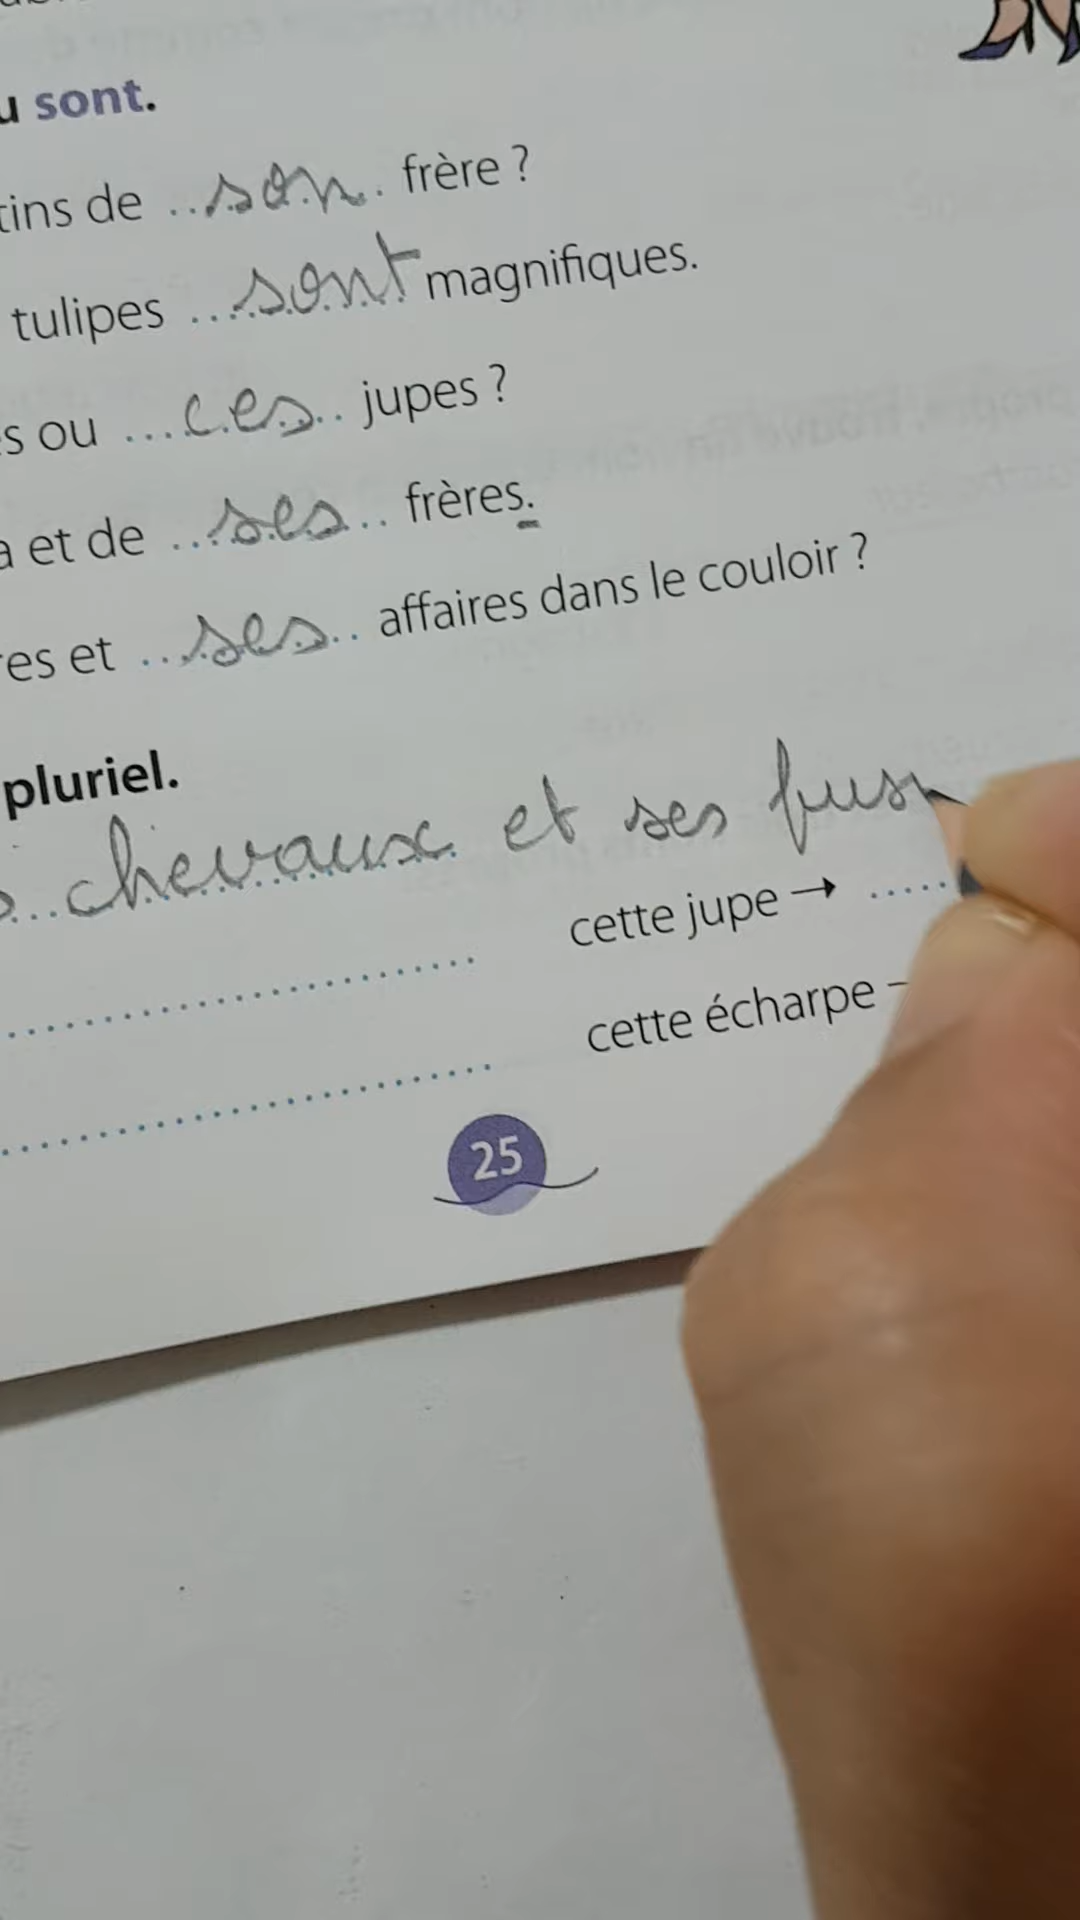 u sont.
tins de ..son. frère ?
tulipes ...sont magnifiques.
s ou ...ces.. jupes ?
a et de ..ses.. frères.
res et ..ses.. affaires dans le couloir ?
pluriel.
chevaux et ses
cette jupe →
cette écharpe
25